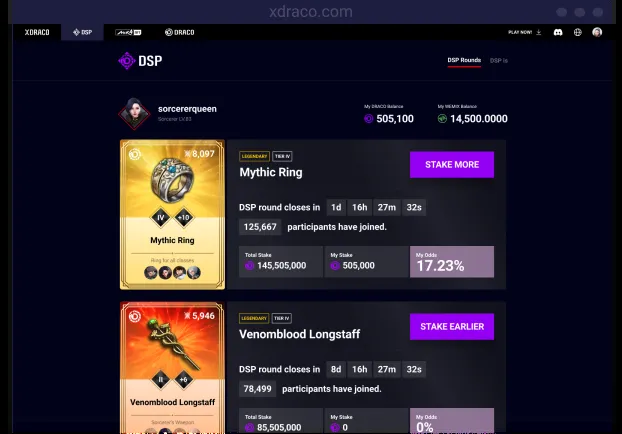 xdraco.com
XDRACO
DSP
DRACO
PLAY NOW!
DSP
DSP Rounds
DSP is
sorcererqueen
Sorcerer LV.83
My DRACO Balance
505,100
My WEMIX Balance
14,500.0000
8,097
IV
+10
Mythic Ring
Ring for all classes
LEGENDARY
TIER IV
Mythic Ring
STAKE MORE
DSP round closes in 1d 16h 27m 32s
125,667 participants have joined.
Total Stake
145,505,000
My Stake
505,000
My Odds
17.23%
5,946
II
+6
Venomblood Longstaff
Sorcerer's Weapon
LEGENDARY
TIER IV
Venomblood Longstaff
STAKE EARLIER
DSP round closes in 8d 16h 27m 32s
78,499 participants have joined.
Total Stake
85,505,000
My Stake
0
My Odds
0%